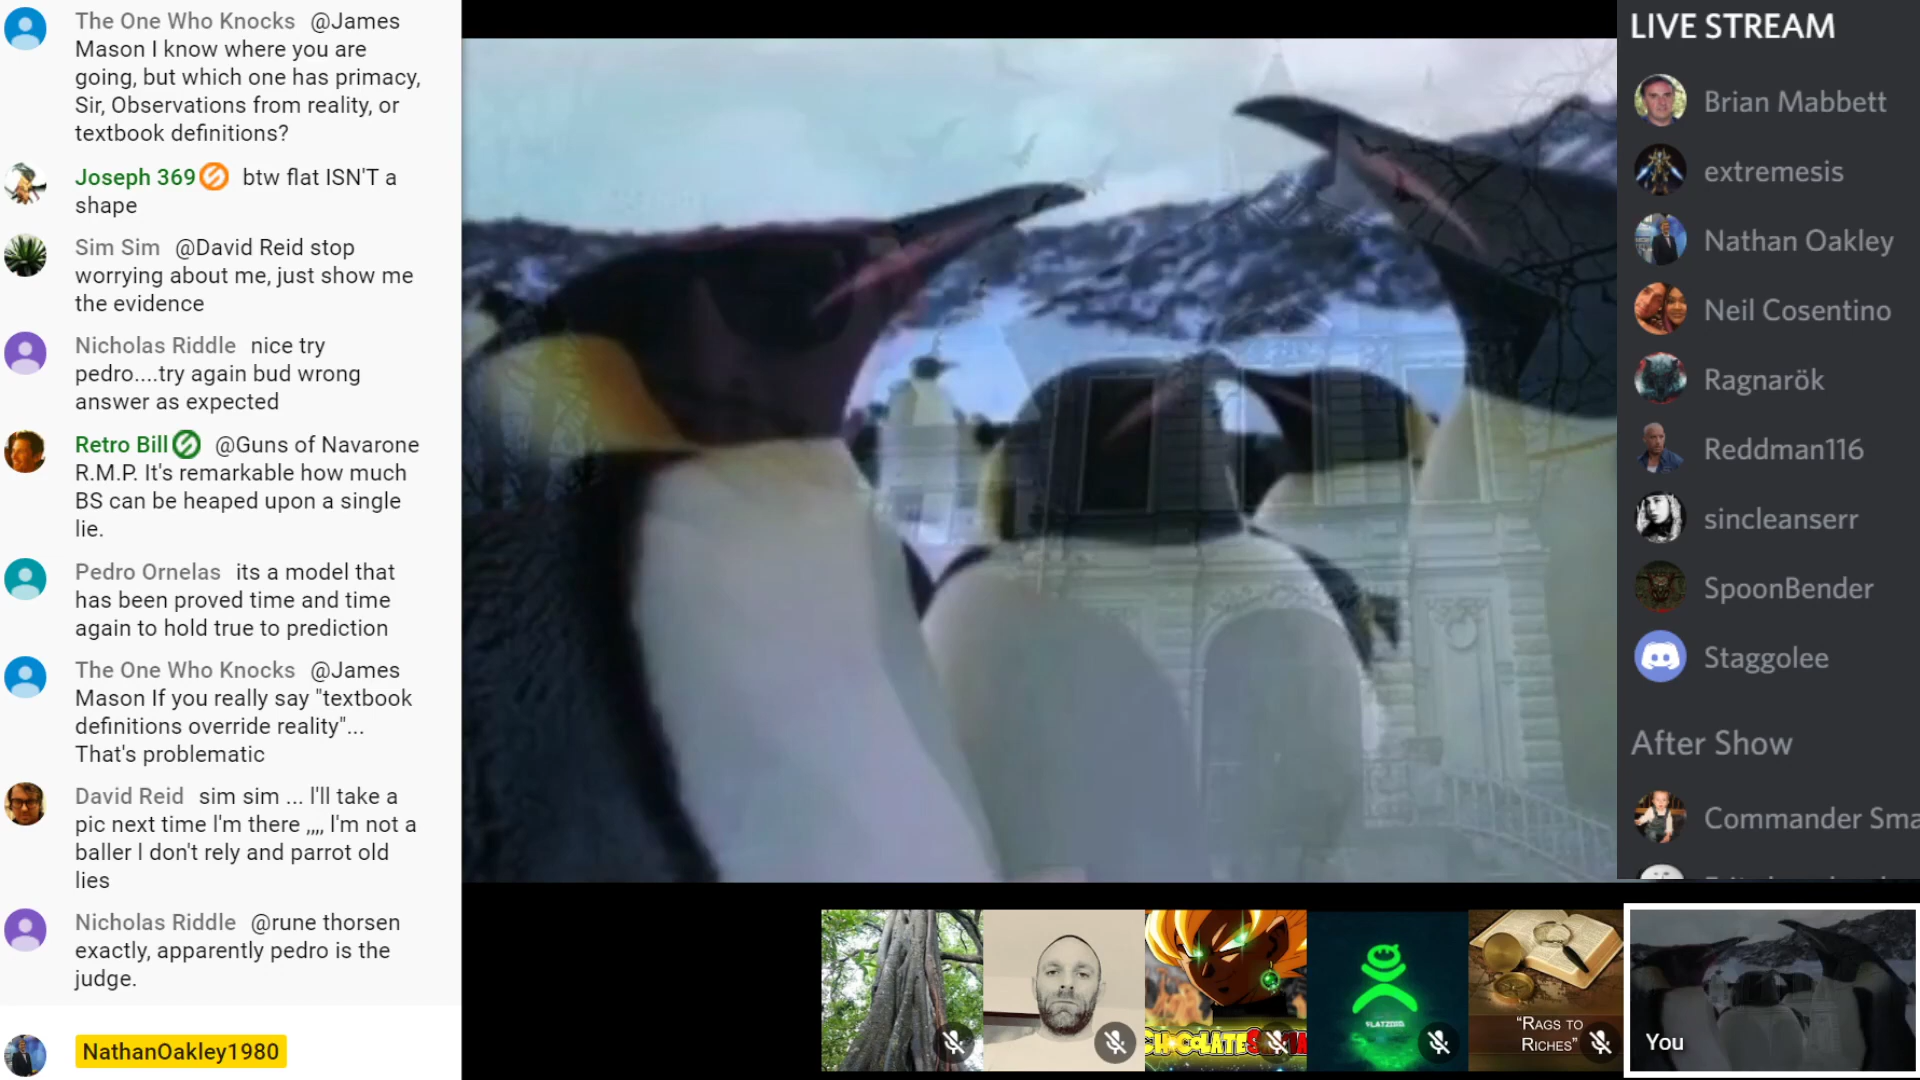 The One Who Knocks @James
Mason I know where you are
going, but which one has primacy,
Sir, Observations from reality, or
textbook definitions?
Joseph 369 btw flat ISN'T a
shape
Sim Sim @David Reid stop
worrying about me, just show me
the evidence
Nicholas Riddle nice try
pedro....try again bud wrong
answer as expected
Retro Bill @Guns of Navarone
R.M.P. It's remarkable how much
BS can be heaped upon a single
lie.
Pedro Ornelas its a model that
has been proved time and time
again to hold true to prediction
The One Who Knocks @James
Mason If you really say "textbook
definitions override reality"...
That's problematic
David Reid sim sim ... I'll take a
pic next time I'm there ,,,, I'm not a
baller I don't rely and parrot old
lies
Nicholas Riddle @rune thorsen
exactly, apparently pedro is the
judge.
NathanOakley1980
LIVE STREAM
Brian Mabbett
extremesis
Nathan Oakley
Neil Cosentino
Ragnarök
Reddman116
sincleanserr
SpoonBender
Staggolee
After Show
Commander Sma
FLATZOID
"RAGS TO
RICHES"
You